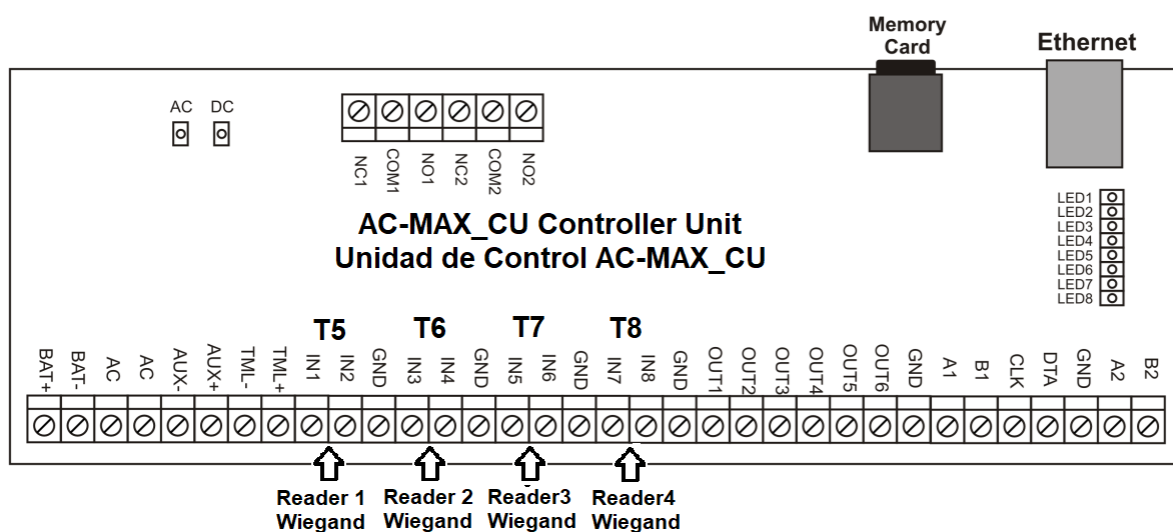 Memory
Card
Ethernet
AC DC
NC1 COM1 NO1 NC2 COM2 NO2
LED1
LED2
LED3
LED4
LED5
LED6
LED7
LED8
AC-MAX_CU Controller Unit
Unidad de Control AC-MAX_CU
T5 T6 T7 T8
BAT+ BAT- AC AC AUX- AUX+ TML- TML+ IN1 IN2 GND IN3 IN4 GND IN5 IN6 GND IN7 IN8 GND OUT1 OUT2 OUT3 OUT4 OUT5 OUT6 GND A1 B1 CLK DTA GND A2 B2
Reader 1 Reader 2 Reader3 Reader4
Wiegand Wiegand Wiegand Wiegand